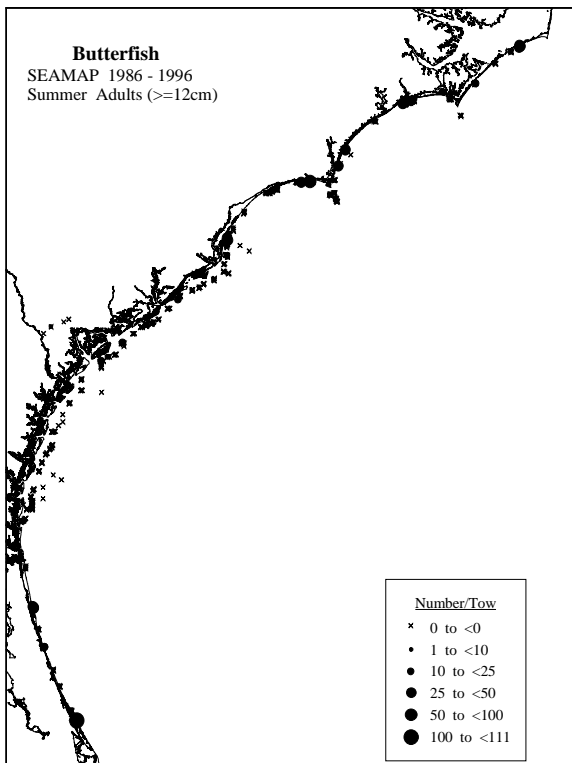 Butterfish
SEAMAP 1986 - 1996
Summer Adults (>=12cm)
Number/Tow
0 to <0
1 to <10
10 to <25
25 to <50
50 to <100
100 to <111